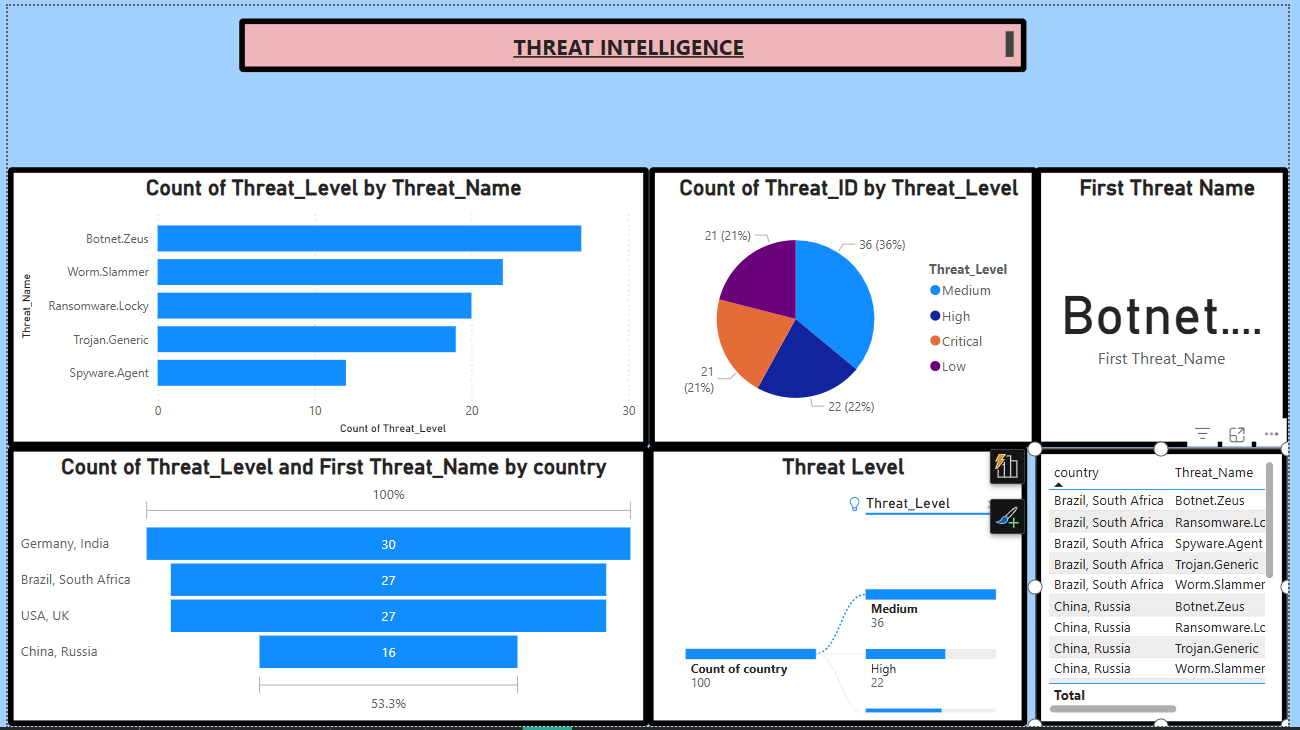 THREAT INTELLIGENCE
Count of Threat_Level by Threat_Name
Threat_Name
Botnet.Zeus
Worm.Slammer
Ransomware.Locky
Trojan.Generic
Spyware.Agent
0 10 20 30
Count of Threat_Level
Count of Threat_ID by Threat_Level
21 (21%)
36 (36%)
21
(21%)
22 (22%)
Threat_Level
Medium
High
Critical
Low
First Threat Name
Botnet....
First Threat_Name
Count of Threat_Level and First Threat_Name by country
100%
Germany, India 30
Brazil, South Africa 27
USA, UK 27
China, Russia 16
53.3%
Threat Level
Threat_Level
Medium
36
Count of country
100
High
22
country Threat_Name
Brazil, South Africa Botnet.Zeus
Brazil, South Africa Ransomware.Lo
Brazil, South Africa Spyware.Agent
Brazil, South Africa Trojan.Generic
Brazil, South Africa Worm.Slammer
China, Russia Botnet.Zeus
China, Russia Ransomware.Lo
China, Russia Trojan.Generic
China, Russia Worm.Slammer
Total